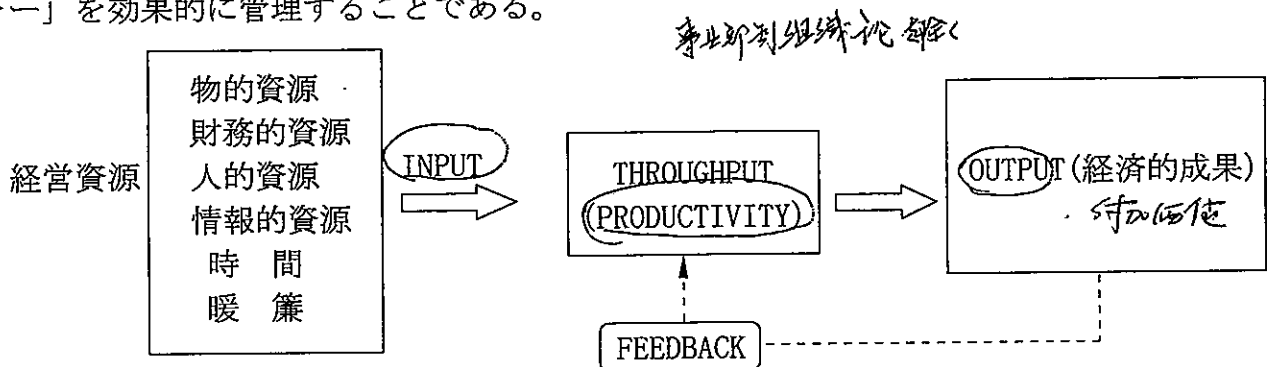 ー」を効果的に管理することである。
事業部制組織論を除く
物的資源
財務的資源
経営資源 人的資源
情報的資源
時 間
暖 簾
INPUT
THROUGHPUT
(PRODUCTIVITY)
OUTPUT(経済的成果)
・付加価値
FEEDBACK